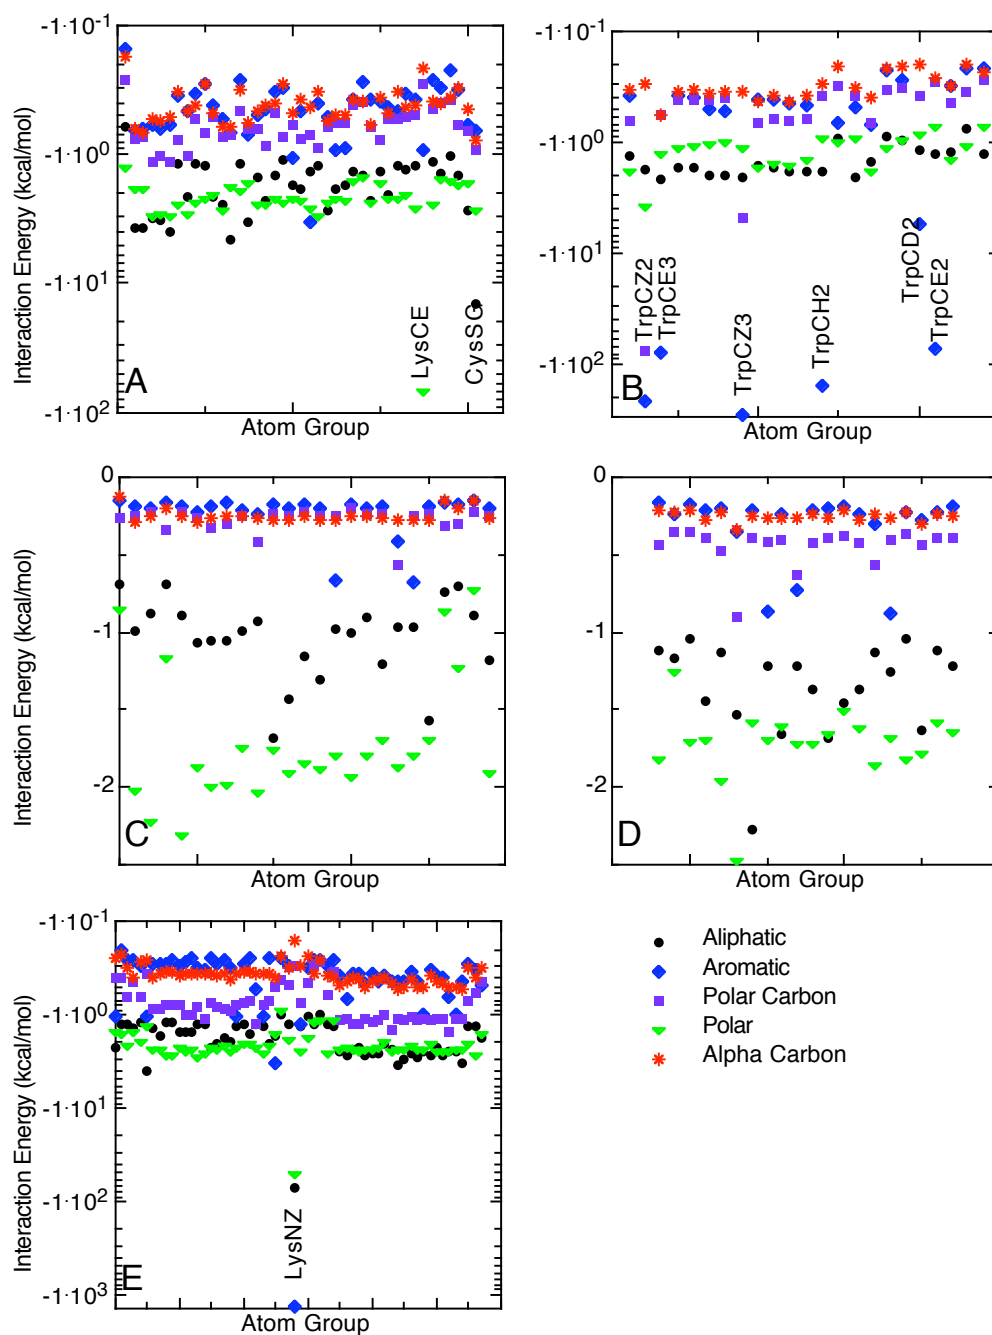 -1·10⁻¹
-1·10⁰
-1·10¹
-1·10²
Interaction Energy (kcal/mol)
A
LysCE
CysSG
Atom Group
-1·10⁻¹
-1·10⁰
-1·10¹
-1·10²
B
TrpCZ2
TrpCE3
TrpCZ3
TrpCH2
TrpCD2
TrpCE2
Atom Group
0
-1
-2
Interaction Energy (kcal/mol)
C
Atom Group
0
-1
-2
D
Atom Group
-1·10⁻¹
-1·10⁰
-1·10¹
-1·10²
-1·10³
Interaction Energy (kcal/mol)
E
LysNZ
Atom Group
Aliphatic
Aromatic
Polar Carbon
Polar
Alpha Carbon